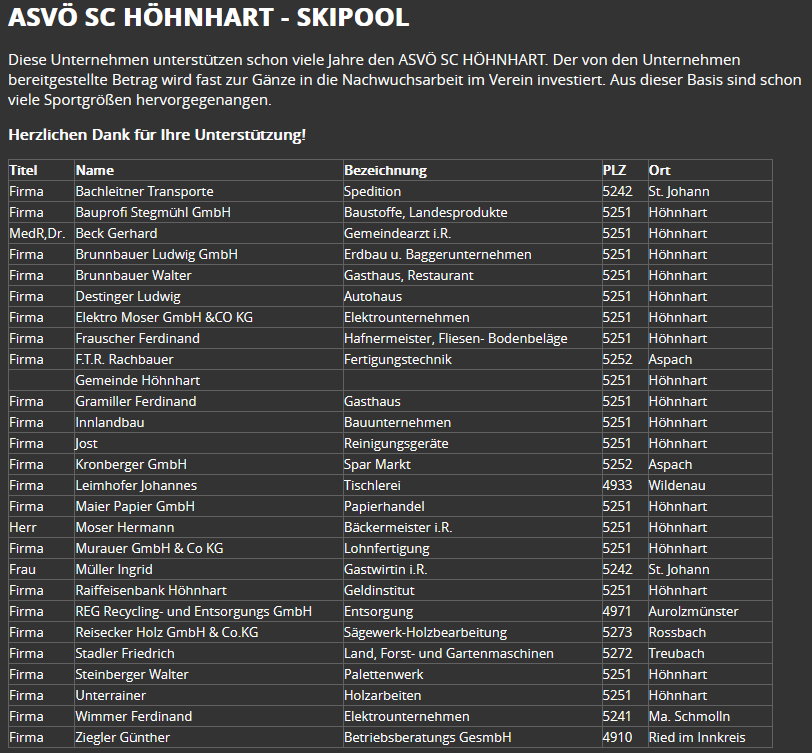 ASVÖ SC HÖHNHART - SKIPOOL
Diese Unternehmen unterstützen schon viele Jahre den ASVÖ SC HÖHNHART. Der von den Unternehmen
bereitgestellte Betrag wird fast zur Gänze in die Nachwuchsarbeit im Verein investiert. Aus dieser Basis sind schon
viele Sportgrößen hervorgegenangen.
Herzlichen Dank für Ihre Unterstützung!
Titel Name Bezeichnung PLZ Ort
Firma Bachleitner Transporte Spedition 5242 St. Johann
Firma Bauprofi Stegmühl GmbH Baustoffe, Landesprodukte 5251 Höhnhart
MedR,Dr. Beck Gerhard Gemeindearzt i.R. 5251 Höhnhart
Firma Brunnbauer Ludwig GmbH Erdbau u. Baggerunternehmen 5251 Höhnhart
Firma Brunnbauer Walter Gasthaus, Restaurant 5251 Höhnhart
Firma Destinger Ludwig Autohaus 5251 Höhnhart
Firma Elektro Moser GmbH &CO KG Elektrounternehmen 5251 Höhnhart
Firma Frauscher Ferdinand Hafnermeister, Fliesen- Bodenbeläge 5251 Höhnhart
Firma F.T.R. Rachbauer Fertigungstechnik 5252 Aspach
Gemeinde Höhnhart 5251 Höhnhart
Firma Gramiller Ferdinand Gasthaus 5251 Höhnhart
Firma Innlandbau Bauunternehmen 5251 Höhnhart
Firma Jost Reinigungsgeräte 5251 Höhnhart
Firma Kronberger GmbH Spar Markt 5252 Aspach
Firma Leimhofer Johannes Tischlerei 4933 Wildenau
Firma Maier Papier GmbH Papierhandel 5251 Höhnhart
Herr Moser Hermann Bäckermeister i.R. 5251 Höhnhart
Firma Murauer GmbH & Co KG Lohnfertigung 5251 Höhnhart
Frau Müller Ingrid Gastwirtin i.R. 5242 St. Johann
Firma Raiffeisenbank Höhnhart Geldinstitut 5251 Höhnhart
Firma REG Recycling- und Entsorgungs GmbH Entsorgung 4971 Aurolzmünster
Firma Reisecker Holz GmbH & Co.KG Sägewerk-Holzbearbeitung 5273 Rossbach
Firma Stadler Friedrich Land, Forst- und Gartenmaschinen 5272 Treubach
Firma Steinberger Walter Palettenwerk 5251 Höhnhart
Firma Unterrainer Holzarbeiten 5251 Höhnhart
Firma Wimmer Ferdinand Elektrounternehmen 5241 Ma. Schmolln
Firma Ziegler Günther Betriebsberatungs GesmbH 4910 Ried im Innkreis